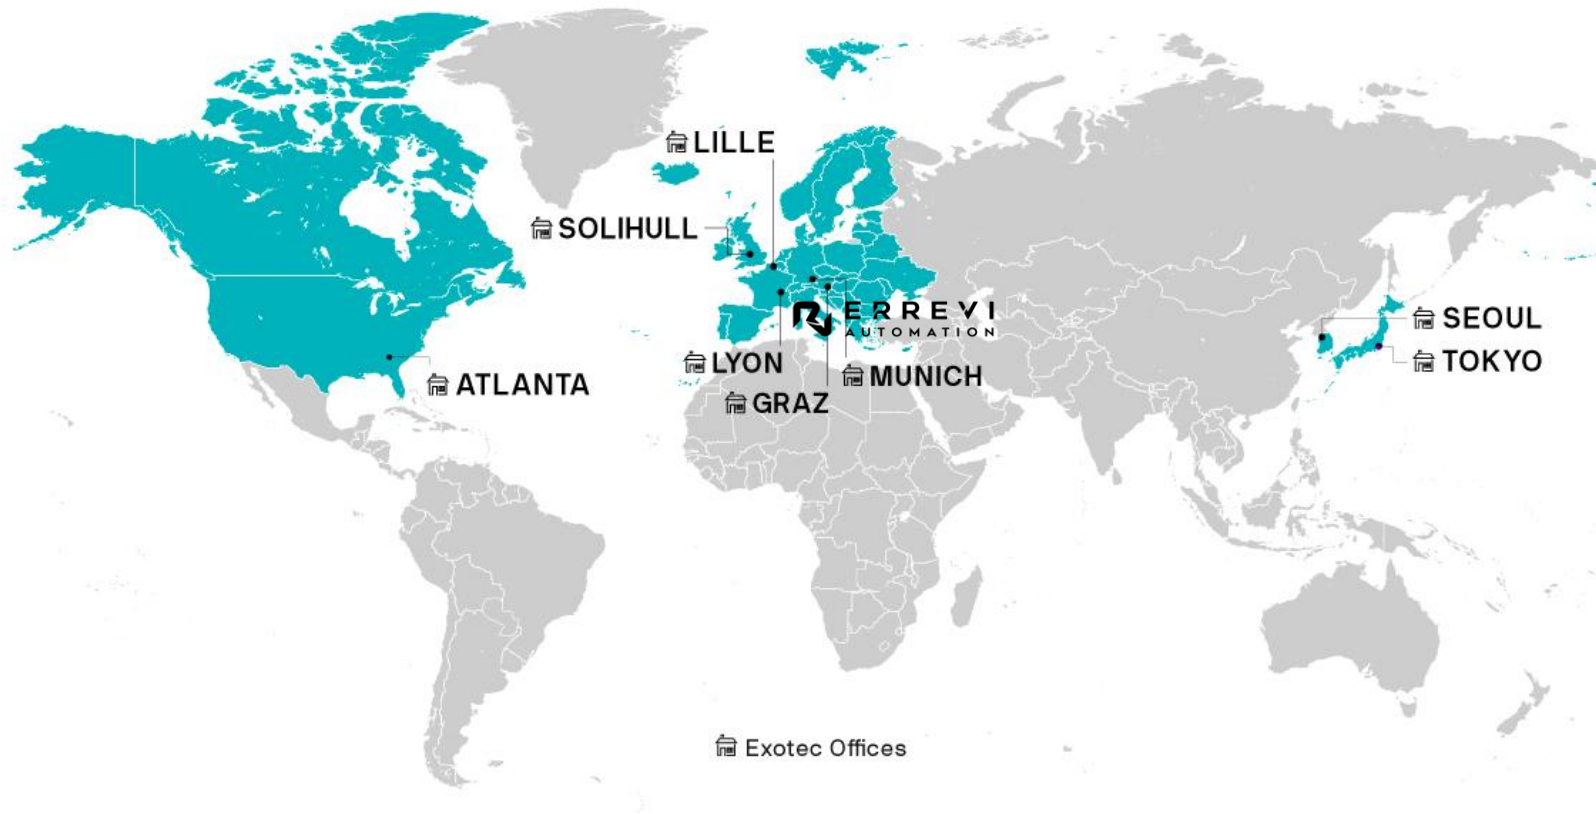 LILLE
SOLIHULL
ERREVI
AUTOMATION
SEOUL
TOKYO
LYON
MUNICH
ATLANTA
GRAZ
Exotec Offices